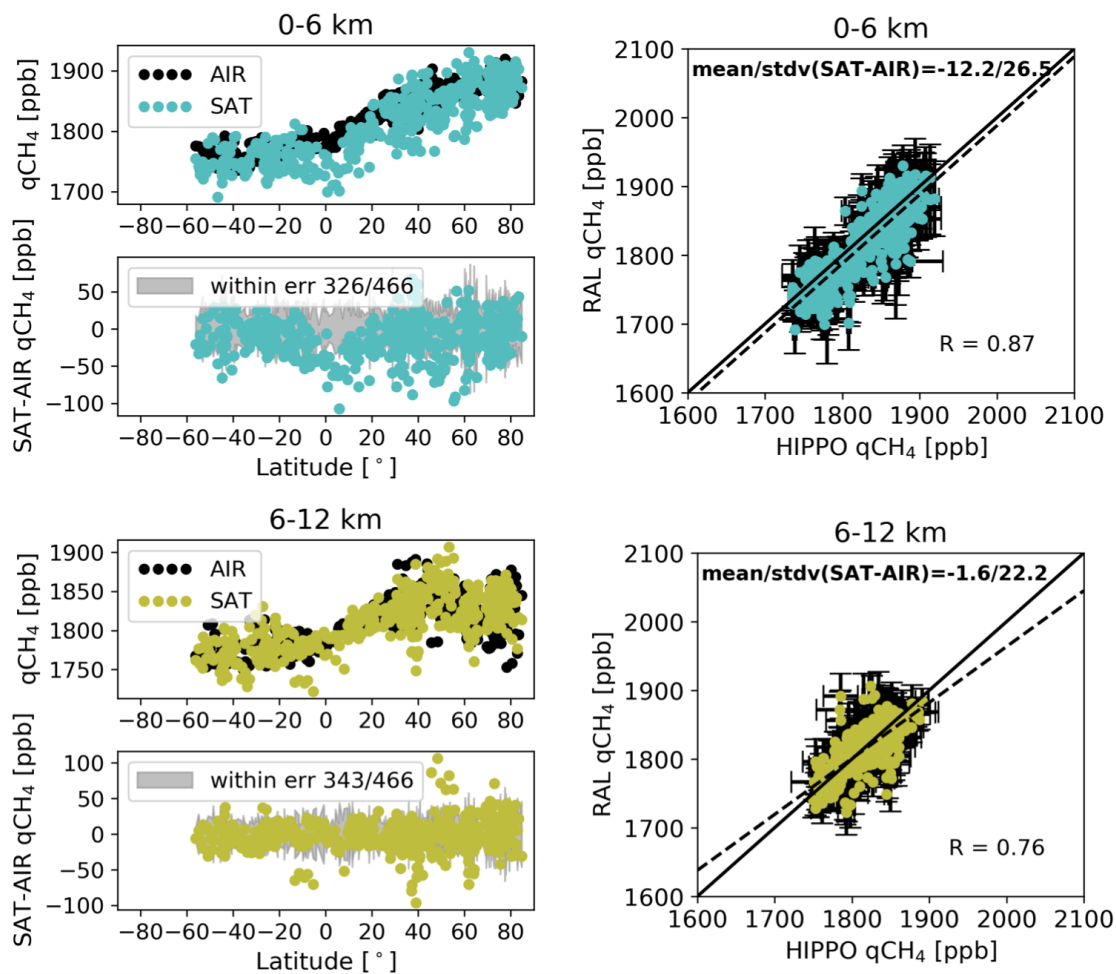 0-6 km
qCH₄ [ppb]
1900
1800
1700
AIR
SAT
−80 −60 −40 −20 0 20 40 60 80
SAT-AIR qCH₄ [ppb]
50
0
−50
−100
within err 326/466
−80 −60 −40 −20 0 20 40 60 80
Latitude [°]
0-6 km
RAL qCH₄ [ppb]
2100
2000
1900
1800
1700
1600
mean/stdv(SAT-AIR)=-12.2/26.5
R = 0.87
1600 1700 1800 1900 2000 2100
HIPPO qCH₄ [ppb]
6-12 km
qCH₄ [ppb]
1900
1850
1800
1750
AIR
SAT
−80 −60 −40 −20 0 20 40 60 80
SAT-AIR qCH₄ [ppb]
100
50
0
−50
−100
within err 343/466
−80 −60 −40 −20 0 20 40 60 80
Latitude [°]
6-12 km
RAL qCH₄ [ppb]
2100
2000
1900
1800
1700
1600
mean/stdv(SAT-AIR)=-1.6/22.2
R = 0.76
1600 1700 1800 1900 2000 2100
HIPPO qCH₄ [ppb]